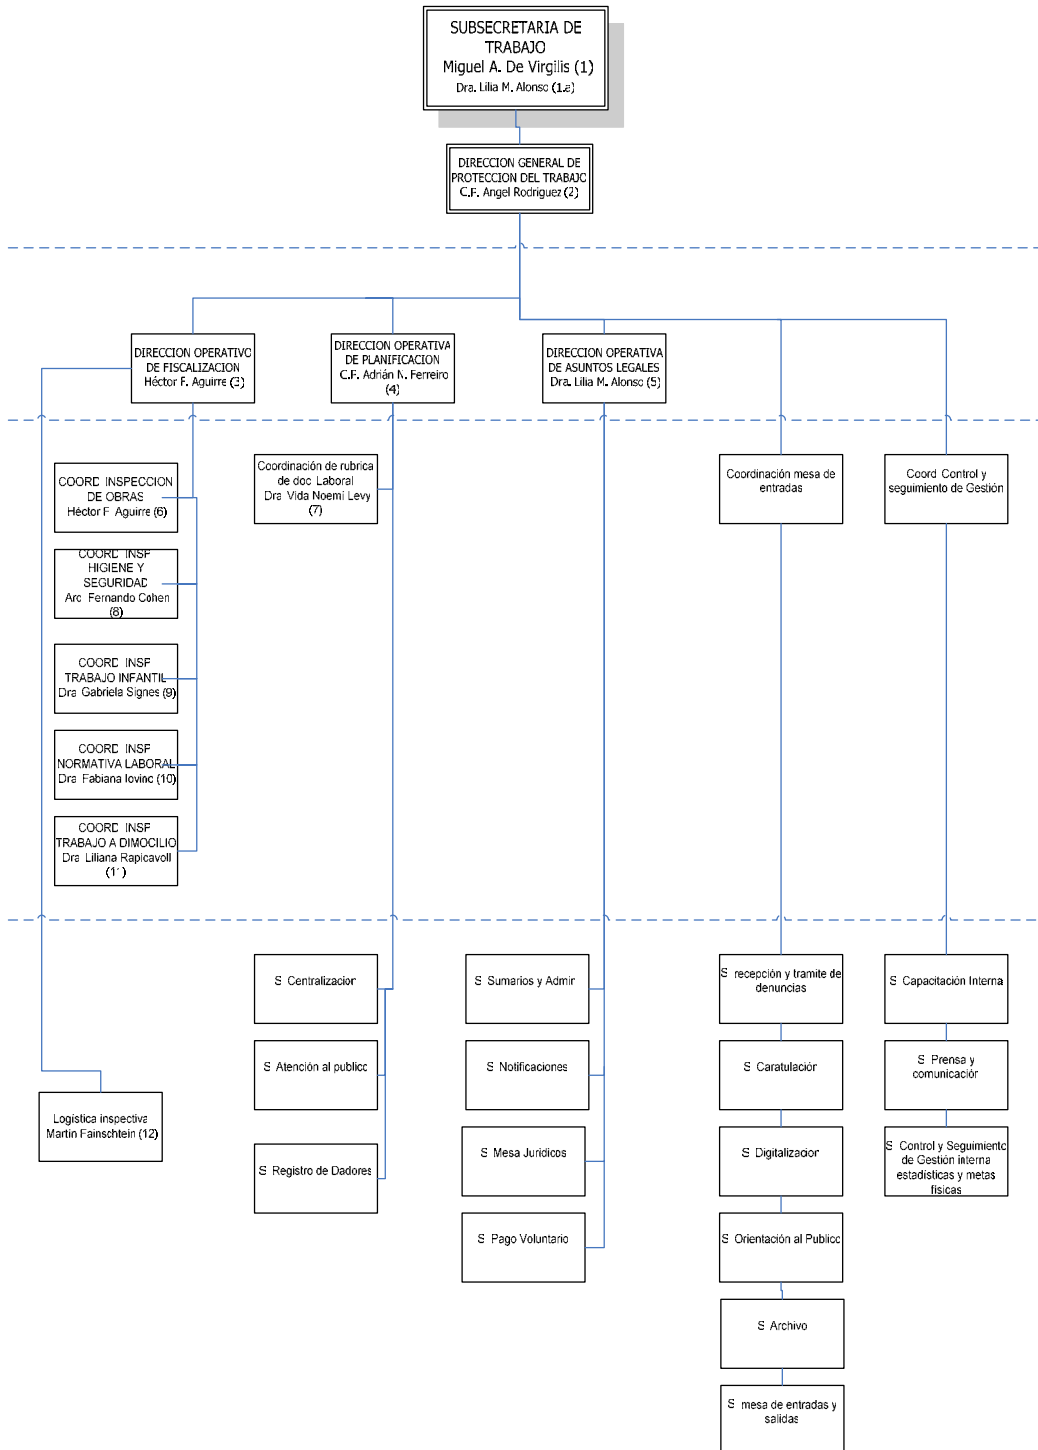 SUBSECRETARIA DE
TRABAJO
Miguel A. De Virgilis (1)
Dra. Lilia M. Alonso (1.a)
DIRECCION GENERAL DE
PROTECCION DEL TRABAJO
C.F. Angel Rodriguez (2)
DIRECCION OPERATIVO
DE FISCALIZACION
Héctor F. Aguirre (3)
DIRECCION OPERATIVA
DE PLANIFICACION
C.F. Adrián N. Ferreiro
(4)
DIRECCION OPERATIVA
DE ASUNTOS LEGALES
Dra. Lilia M. Alonso (5)
COORD INSPECCION
DE OBRAS
Héctor F Aguirre (6)
Coordinación de rubrica
de doc Laboral
Dra Vida Noemi Levy
(7)
Coordinación mesa de
entradas
Coord Control y
seguimiento de Gestión
COORD INSP
HIGIENE Y
SEGURIDAD
Arq Fernando Cohen
(8)
COORD INSP
TRABAJO INFANTIL
Dra Gabriela Signes (9)
COORD INSP
NORMATIVA LABORAL
Dra Fabiana Iovino (10)
COORD INSP
TRABAJO A DIMOCILIO
Dra Liliana Rapicavoli
(11)
S Centralizacion
S Sumarios y Admin
S recepción y tramite de
denuncias
S Capacitación Interna
S Atención al publico
S Notificaciones
S Caratulación
S Prensa y
comunicación
Logística inspectiva
Martin Fainschtein (12)
S Registro de Dadores
S Mesa Jurídicos
S Digitalizacion
S Control y Seguimiento
de Gestión interna
estadísticas y metas
físicas
S Pago Voluntario
S Orientación al Publico
S Archivo
S mesa de entradas y
salidas